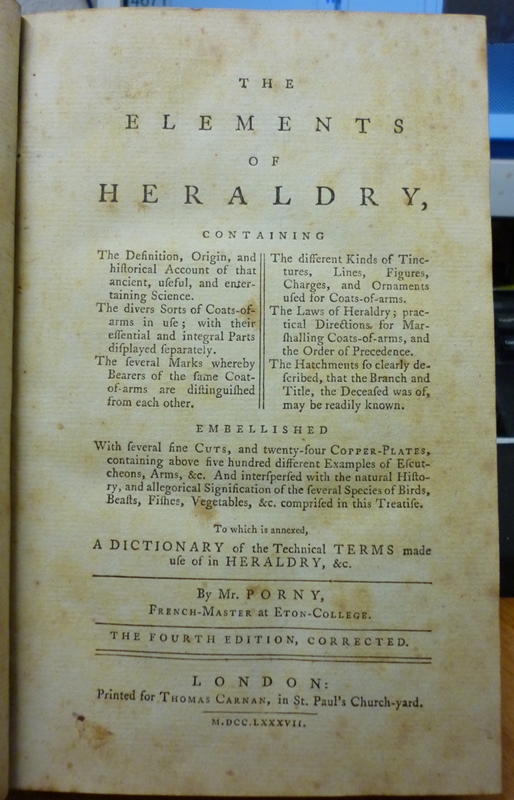 THE
ELEMENTS
OF
HERALDRY,
CONTAINING
The Definition, Origin, and
hiſtorical Account of that
ancient, uſeful, and enter-
taining Science.
The divers Sorts of Coats-of-
arms in uſe; with their
eſſential and integral Parts
diſplayed ſeparately.
The ſeveral Marks whereby
Bearers of the ſame Coat-
of-arms are diſtinguiſhed
from each other.
The different Kinds of Tinc-
tures, Lines, Figures,
Charges, and Ornaments
uſed for Coats-of-arms.
The Laws of Heraldry; prac-
tical Directions for Mar-
ſhalling Coats-of-arms, and
the Order of Precedence.
The Hatchments ſo clearly de-
ſcribed, that the Branch and
Title, the Deceaſed was of,
may be readily known.
EMBELLISHED
With ſeveral fine CUTS, and twenty-four COPPER-PLATES,
containing above five hundred different Examples of Eſcut-
cheons, Arms, &c. And interſperſed with the natural Hiſto-
ry, and allegorical Signification of the ſeveral Species of Birds,
Beaſts, Fiſhes, Vegetables, &c. compriſed in this Treatiſe.
To which is annexed,
A DICTIONARY of the Technical TERMS made
uſe of in HERALDRY, &c.
By Mr. PORNY,
FRENCH-MASTER at ETON-COLLEGE.
THE FOURTH EDITION, CORRECTED.
LONDON:
Printed for THOMAS CARNAN, in St. Paul's Church-yard.
M.DCC.LXXXVII.